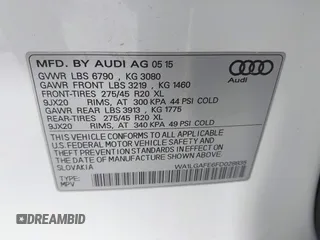 MFD. BY AUDI AG 05 15
GVWR LBS 6790 , KG 3080
GAWR FRONT LBS 3219 , KG 1460
FRONT-TIRES 275/45 R20 XL
9JX20 RIMS, AT 300 KPA 44 PSI COLD
GAWR REAR LBS 3913 , KG 1775
REAR-TIRES 275/45 R20 XL
9JX20 RIMS, AT 340 KPA 49 PSI COLD
THIS VEHICLE CONFORMS TO ALL APPLICABLE
U.S. FEDERAL MOTOR VEHICLE SAFETY AND
THEFT PREVENTION STANDARDS IN EFFECT ON
THE DATE OF MANUFACTURE SHOWN ABOVE.
SLOVAKIA
TYPE:
MPV
Audi
DEALERSHIP.COM